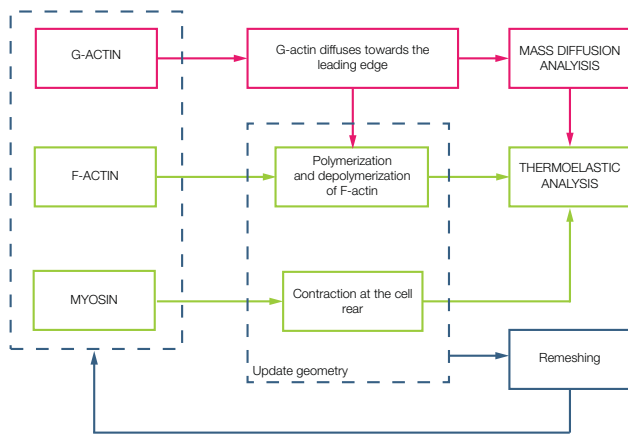 G-ACTIN
G-actin diffuses towards the
leading edge
MASS DIFFUSION
ANALYISIS
F-ACTIN
Polymerization
and depolymerization
of F-actin
THERMOELASTIC
ANALYSIS
MYOSIN
Contraction at the cell
rear
Update geometry
Remeshing